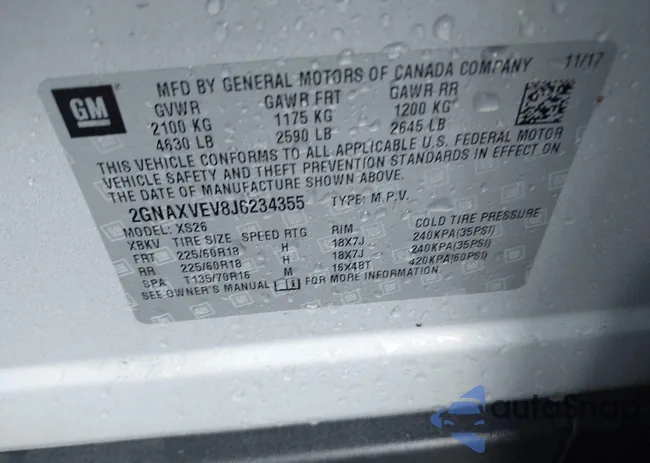 GM
MFD BY GENERAL MOTORS OF CANADA COMPANY 11/17
GVWR GAWR FRT GAWR RR
2100 KG 1175 KG 1200 KG
4630 LB 2590 LB 2645 LB
THIS VEHICLE CONFORMS TO ALL APPLICABLE U.S. FEDERAL MOTOR
VEHICLE SAFETY AND THEFT PREVENTION STANDARDS IN EFFECT ON
THE DATE OF MANUFACTURE SHOWN ABOVE.
2GNAXVEV8J6234355 TYPE: M.P.V.
MODEL: XS26
XBKV TIRE SIZE SPEED RTG RIM COLD TIRE PRESSURE
FRT 225/60R18 H 18X7J 240KPA(35PSI)
RR 225/60R18 H 18X7J 240KPA(35PSI)
SPA T135/70R16 M 16X4BT 420KPA(60PSI)
SEE OWNER'S MANUAL FOR MORE INFORMATION.
autoSnap